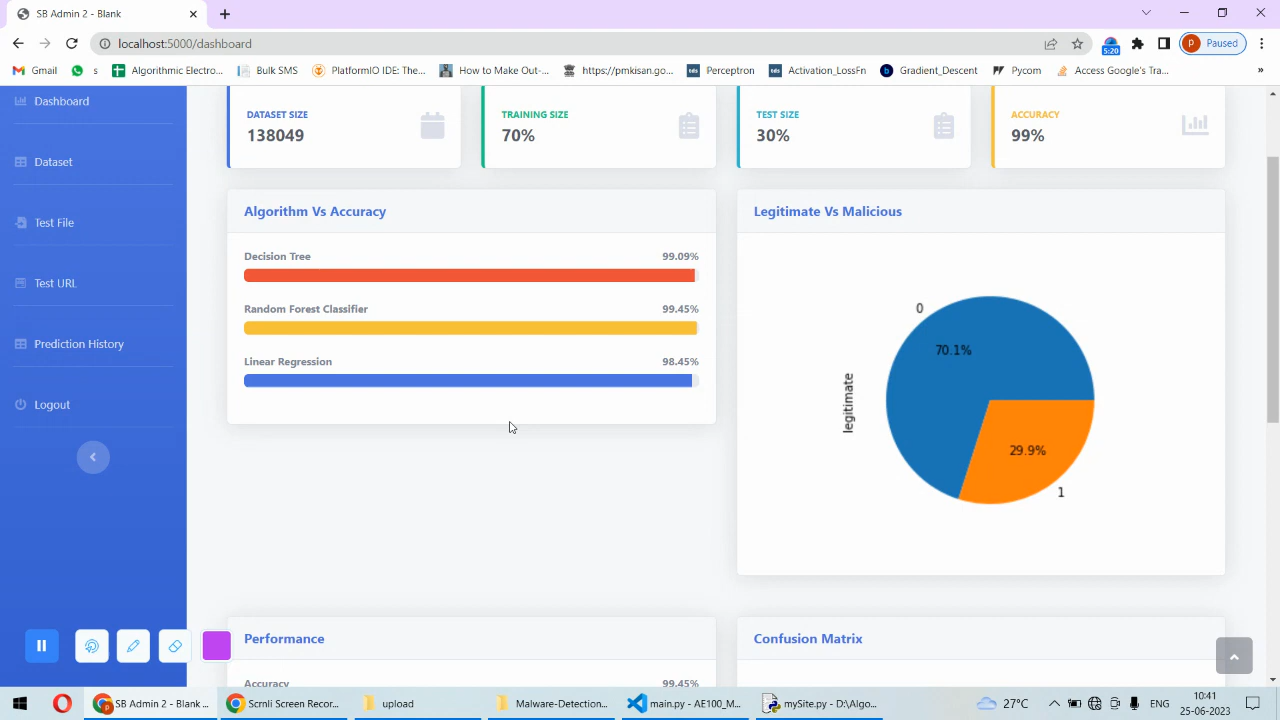 SB Admin 2 - Blank
localhost:5000/dashboard
5:20
P
Paused
Gmail
s
Algorithmic Electro...
Bulk SMS
PlatformIO IDE: The...
How to Make Out-...
https://pmkisan.go...
tds
Perceptron
tds
Activation_LossFn
b
Gradient_Descent
Pycom
Access Google's Tra...
»
Dashboard
Dataset
Test File
Test URL
Prediction History
Logout
DATASET SIZE
138049
TRAINING SIZE
70%
TEST SIZE
30%
ACCURACY
99%
Algorithm Vs Accuracy
Decision Tree
99.09%
Random Forest Classifier
99.45%
Linear Regression
98.45%
Legitimate Vs Malicious
0
70.1%
legitimate
29.9%
1
Performance
Accuracy
99.45%
Confusion Matrix
SB Admin 2 - Blank ...
Scrnli Screen Recor...
upload
Malware-Detection...
main.py - AE100_M...
mySite.py - D:\Algo...
27°C
ENG
10:41
25-06-2023